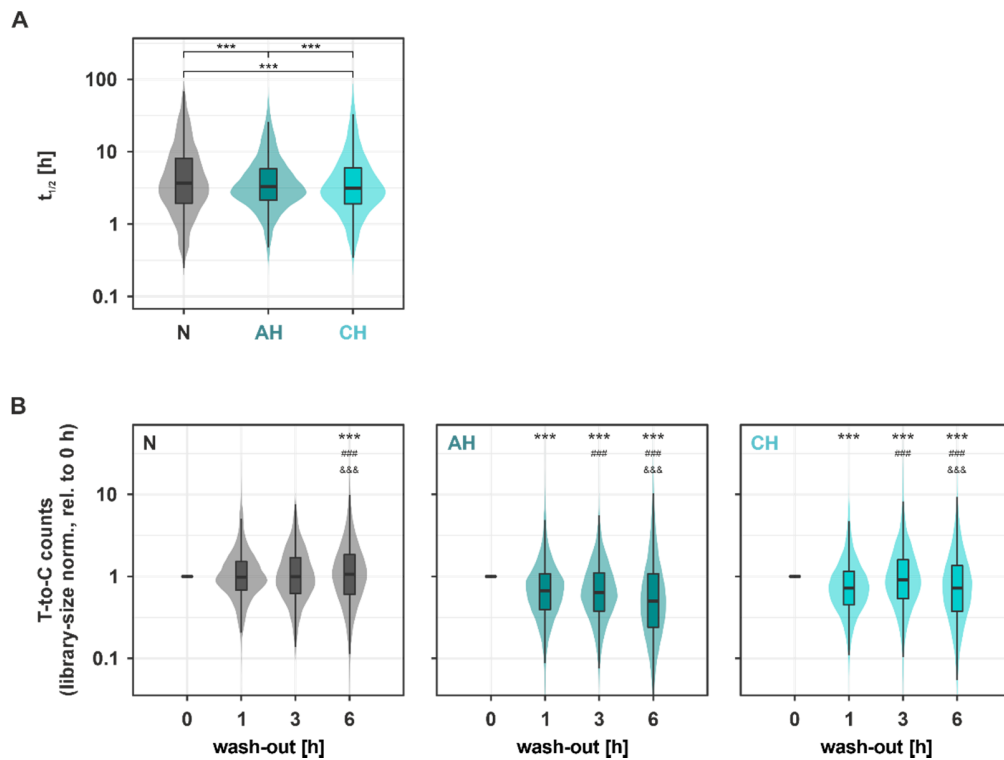 A
*** ***
***
100
10
1
0.1
t1/2 [h]
N AH CH
B
T-to-C counts
(library-size norm., rel. to 0 h)
10
1
0.1
N
***
###
&&&
0 1 3 6
wash-out [h]
AH
*** *** ***
### ###
&&&
0 1 3 6
wash-out [h]
CH
*** *** ***
### ###
&&&
0 1 3 6
wash-out [h]